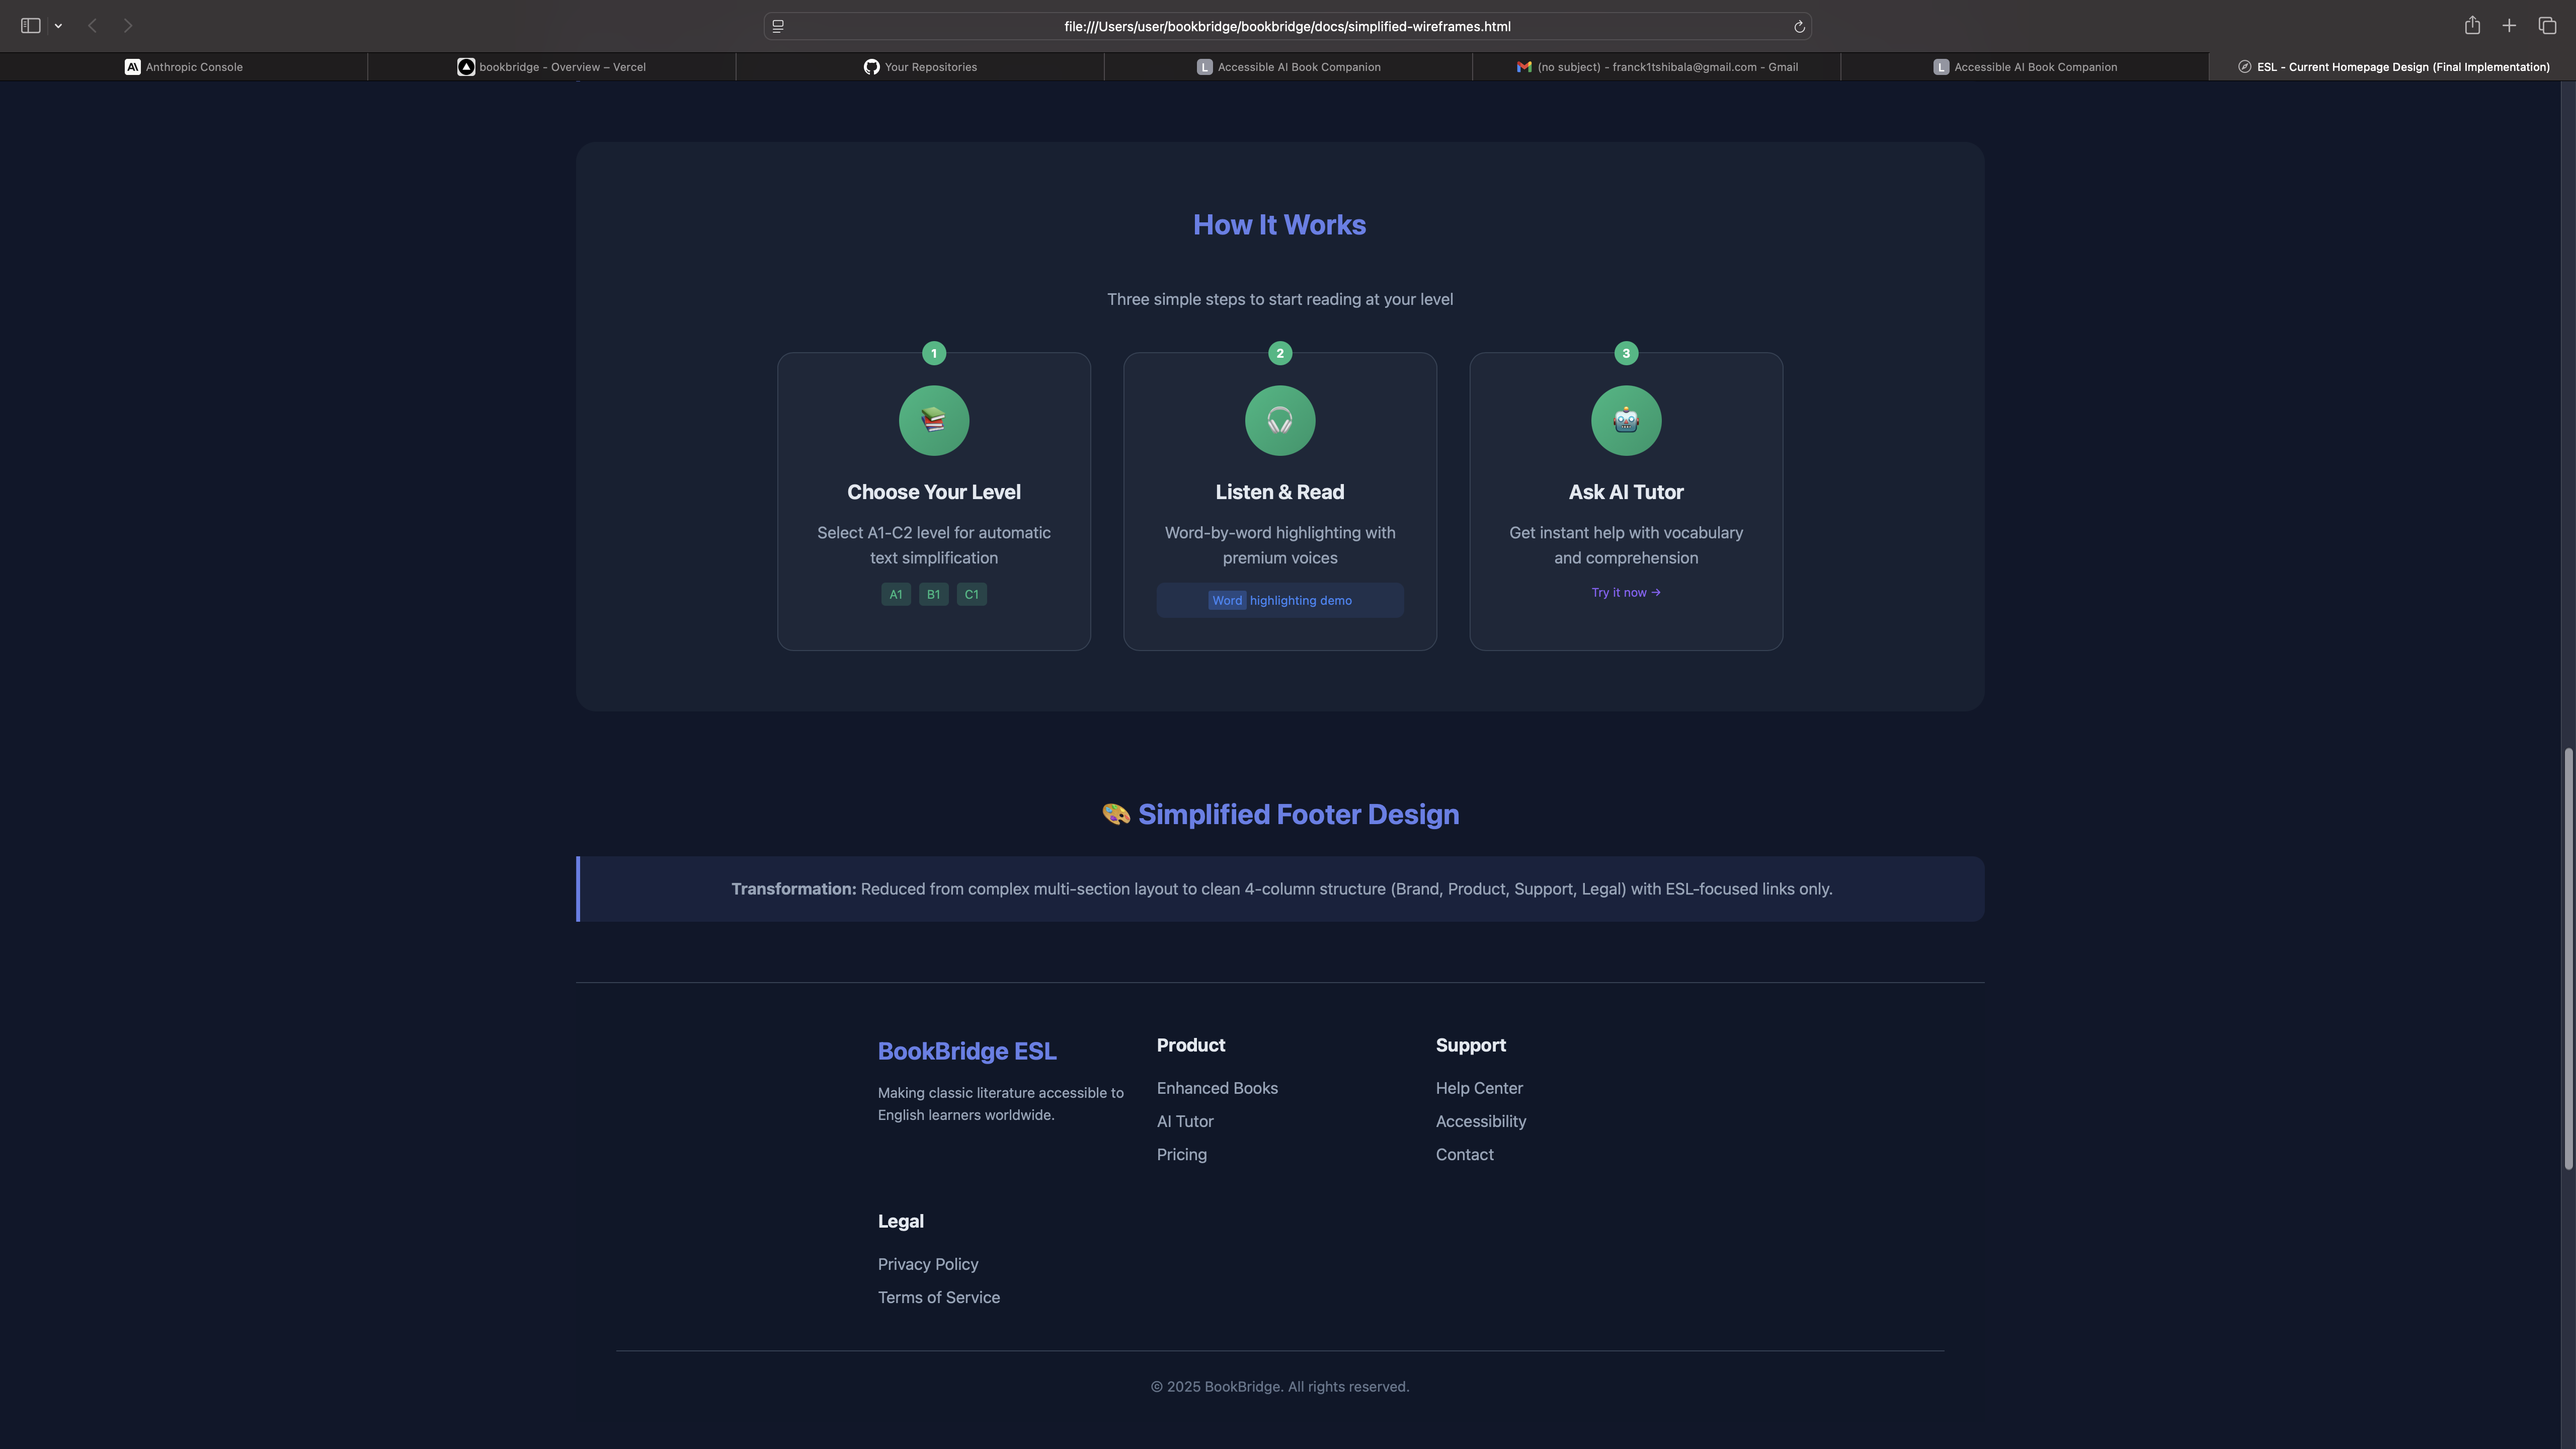 file:///Users/user/bookbridge/bookbridge/docs/simplified-wireframes.html
Anthropic Console
bookbridge - Overview – Vercel
Your Repositories
L Accessible AI Book Companion
(no subject) - franck1tshibala@gmail.com - Gmail
L Accessible AI Book Companion
ESL - Current Homepage Design (Final Implementation)
How It Works
Three simple steps to start reading at your level
1
Choose Your Level
Select A1-C2 level for automatic
text simplification
A1 B1 C1
2
Listen & Read
Word-by-word highlighting with
premium voices
Word highlighting demo
3
Ask AI Tutor
Get instant help with vocabulary
and comprehension
Try it now →
🎨 Simplified Footer Design
Transformation: Reduced from complex multi-section layout to clean 4-column structure (Brand, Product, Support, Legal) with ESL-focused links only.
BookBridge ESL
Making classic literature accessible to
English learners worldwide.
Product
Enhanced Books
AI Tutor
Pricing
Support
Help Center
Accessibility
Contact
Legal
Privacy Policy
Terms of Service
© 2025 BookBridge. All rights reserved.